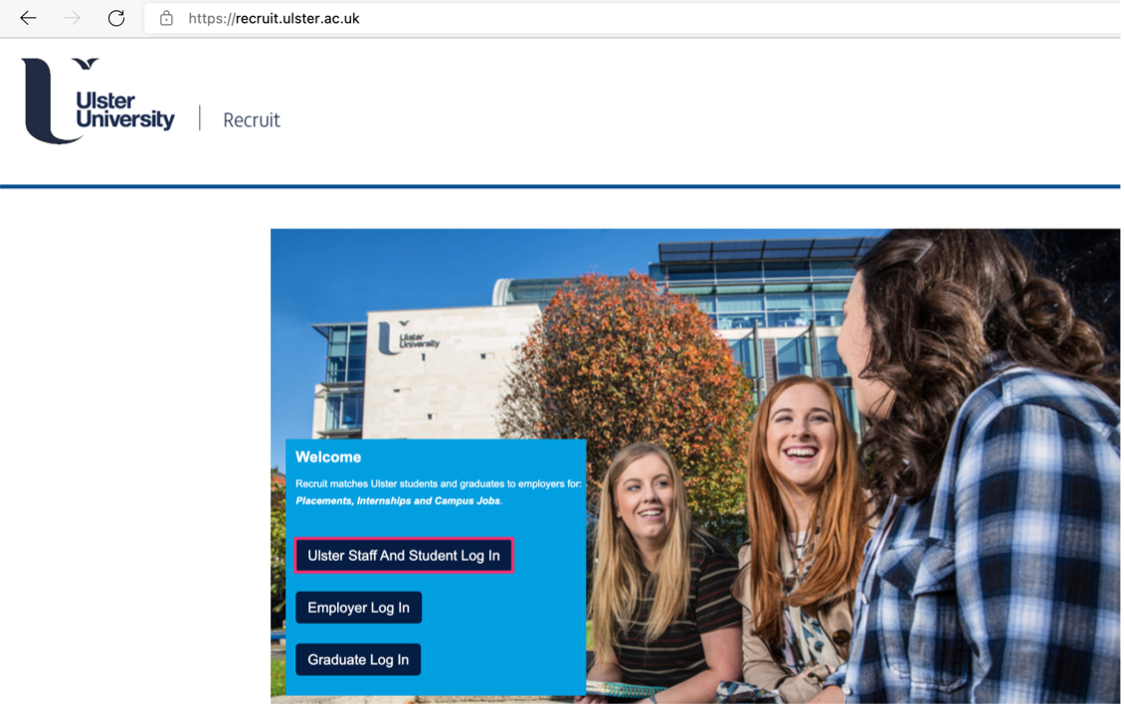 https://recruit.ulster.ac.uk
Ulster
University
Recruit
Ulster
University
Welcome
Recruit matches Ulster students and graduates to employers for:
Placements, Internships and Campus Jobs.
Ulster Staff And Student Log In
Employer Log In
Graduate Log In